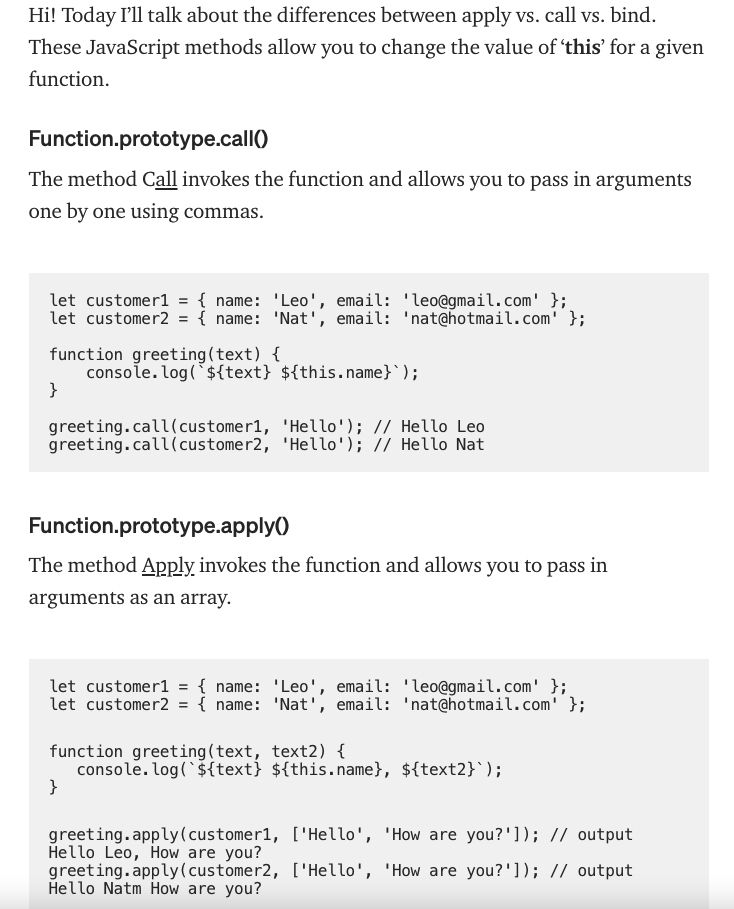 Hi! Today I’ll talk about the differences between apply vs. call vs. bind.
These JavaScript methods allow you to change the value of ‘this’ for a given
function.
Function.prototype.call()
The method Call invokes the function and allows you to pass in arguments
one by one using commas.
let customer1 = { name: 'Leo', email: 'leo@gmail.com' };
let customer2 = { name: 'Nat', email: 'nat@hotmail.com' };
function greeting(text) {
    console.log(`${text} ${this.name}`);
}
greeting.call(customer1, 'Hello'); // Hello Leo
greeting.call(customer2, 'Hello'); // Hello Nat
Function.prototype.apply()
The method Apply invokes the function and allows you to pass in
arguments as an array.
let customer1 = { name: 'Leo', email: 'leo@gmail.com' };
let customer2 = { name: 'Nat', email: 'nat@hotmail.com' };
function greeting(text, text2) {
   console.log(`${text} ${this.name}, ${text2}`);
}
greeting.apply(customer1, ['Hello', 'How are you?']); // output
Hello Leo, How are you?
greeting.apply(customer2, ['Hello', 'How are you?']); // output
Hello Natm How are you?